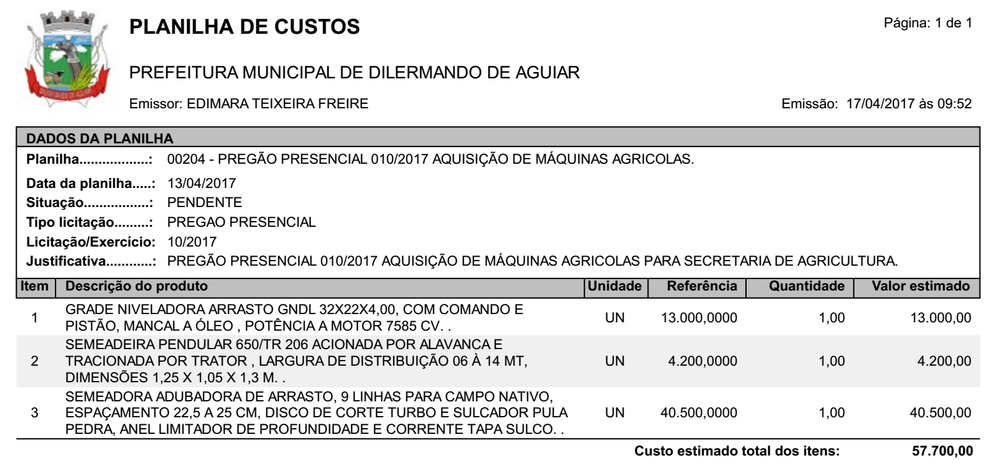 PLANILHA DE CUSTOS
Página: 1 de 1
PREFEITURA MUNICIPAL DE DILERMANDO DE AGUIAR
Emissor: EDIMARA TEIXEIRA FREIRE
Emissão: 17/04/2017 às 09:52
DADOS DA PLANILHA
Planilha..................: 00204 - PREGÃO PRESENCIAL 010/2017 AQUISIÇÃO DE MÁQUINAS AGRICOLAS.
Data da planilha.....: 13/04/2017
Situação.................: PENDENTE
Tipo licitação.........: PREGAO PRESENCIAL
Licitação/Exercício: 10/2017
Justificativa............: PREGÃO PRESENCIAL 010/2017 AQUISIÇÃO DE MÁQUINAS AGRICOLAS PARA SECRETARIA DE AGRICULTURA.
Item Descrição do produto Unidade Referência Quantidade Valor estimado
GRADE NIVELADORA ARRASTO GNDL 32X22X4,00, COM COMANDO E
1 UN 13.000,0000 1,00 13.000,00
PISTÃO, MANCAL A ÓLEO , POTÊNCIA A MOTOR 7585 CV. .
SEMEADEIRA PENDULAR 650/TR 206 ACIONADA POR ALAVANCA E
2 TRACIONADA POR TRATOR , LARGURA DE DISTRIBUIÇÃO 06 À 14 MT, UN 4.200,0000 1,00 4.200,00
DIMENSÕES 1,25 X 1,05 X 1,3 M. .
SEMEADORA ADUBADORA DE ARRASTO, 9 LINHAS PARA CAMPO NATIVO,
3 ESPAÇAMENTO 22,5 A 25 CM, DISCO DE CORTE TURBO E SULCADOR PULA UN 40.500,0000 1,00 40.500,00
PEDRA, ANEL LIMITADOR DE PROFUNDIDADE E CORRENTE TAPA SULCO. .
Custo estimado total dos itens: 57.700,00